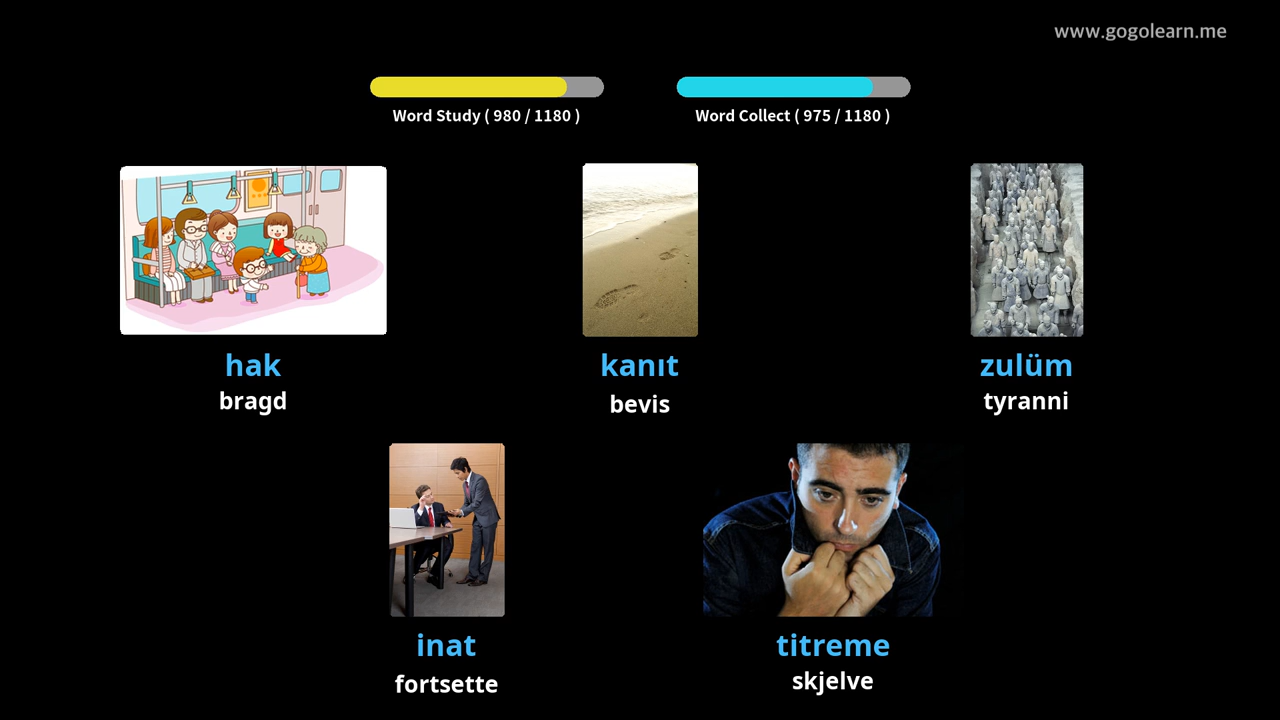 www.gogolearn.me
Word Study ( 980 / 1180 )
Word Collect ( 975 / 1180 )
hak
bragd
kanıt
bevis
zulüm
tyranni
inat
fortsette
titreme
skjelve